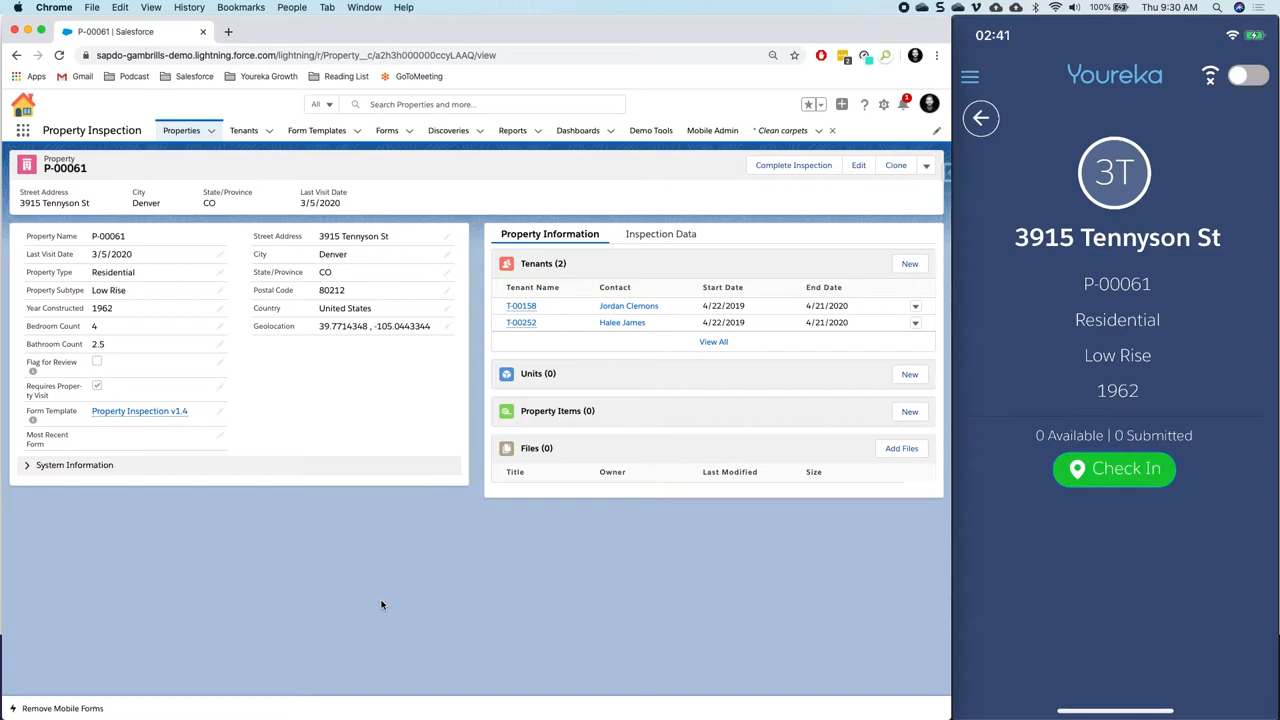 Chrome File Edit View History Bookmarks People Tab Window Help 100% Thu 9:30 AM
P-00061 | Salesforce
sapdo-gambrills-demo.lightning.force.com/lightning/r/Property__c/a2h3h000000ccyLAAQ/view
Apps Gmail Podcast Salesforce Youreka Growth Reading List GoToMeeting
All Search Properties and more... 1
Property Inspection Properties Tenants Form Templates Forms Discoveries Reports Dashboards Demo Tools Mobile Admin * Clean carpets
Property
P-00061
Complete Inspection Edit Clone
Street Address City State/Province Last Visit Date
3915 Tennyson St Denver CO 3/5/2020
Property Name P-00061
Last Visit Date 3/5/2020
Property Type Residential
Property Subtype Low Rise
Year Constructed 1962
Bedroom Count 4
Bathroom Count 2.5
Flag for Review
Requires Proper-
ty Visit
Form Template Property Inspection v1.4
Most Recent
Form
Street Address 3915 Tennyson St
City Denver
State/Province CO
Postal Code 80212
Country United States
Geolocation 39.7714348 , -105.0443344
System Information
Property Information Inspection Data
Tenants (2) New
Tenant Name Contact Start Date End Date
T-00158 Jordan Clemons 4/22/2019 4/21/2020
T-00252 Halee James 4/22/2019 4/21/2020
View All
Units (0) New
Property Items (0) New
Files (0) Add Files
Title Owner Last Modified Size
Remove Mobile Forms
02:41
Youreka
3T
3915 Tennyson St
P-00061
Residential
Low Rise
1962
0 Available | 0 Submitted
Check In